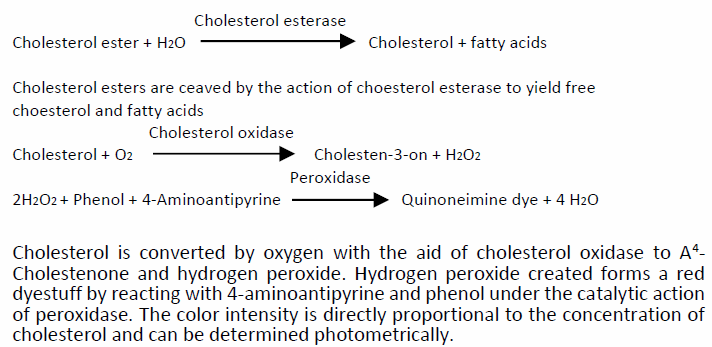 Cholesterol esterase
Cholesterol ester + H2O Cholesterol + fatty acids
Cholesterol esters are ceaved by the action of choesterol esterase to yield free
choesterol and fatty acids
Cholesterol oxidase
Cholesterol + O2 Cholesten-3-on + H2O2
Peroxidase
2H2O2 + Phenol + 4-Aminoantipyrine Quinoneimine dye + 4 H2O
Cholesterol is converted by oxygen with the aid of cholesterol oxidase to A⁴-
Cholestenone and hydrogen peroxide. Hydrogen peroxide created forms a red
dyestuff by reacting with 4-aminoantipyrine and phenol under the catalytic action
of peroxidase. The color intensity is directly proportional to the concentration of
cholesterol and can be determined photometrically.